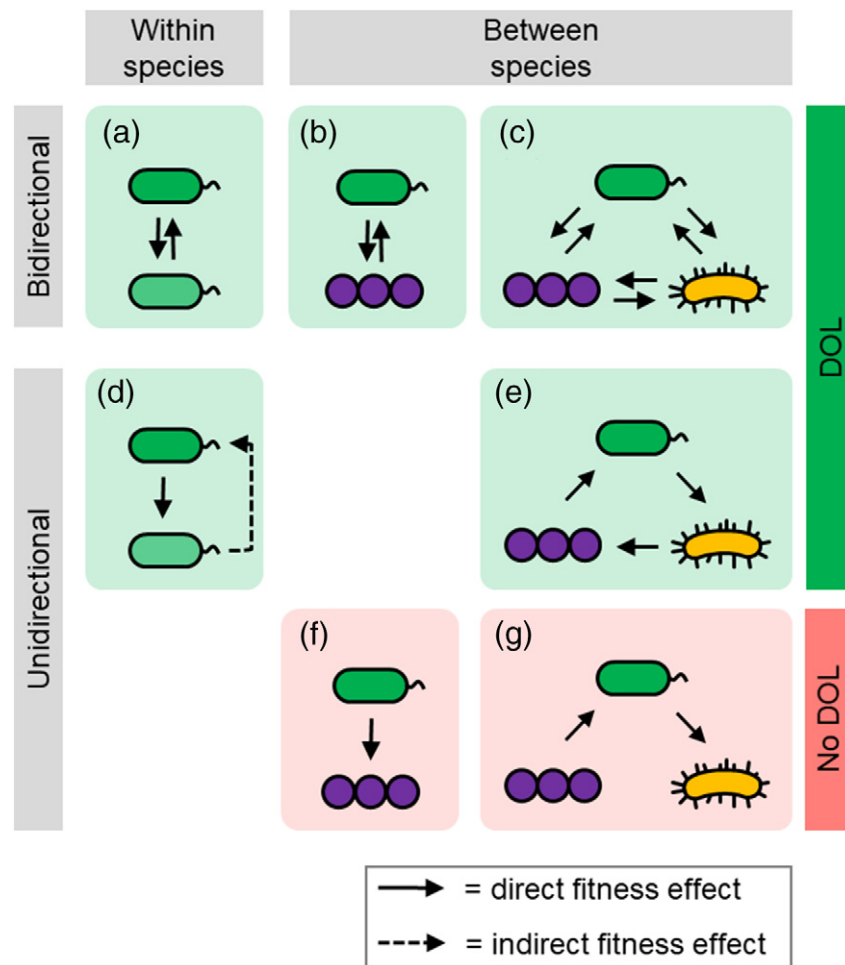 Within
species
Between
species
Bidirectional
(a)
(b)
(c)
DOL
Unidirectional
(d)
(e)
(f)
(g)
No DOL
= direct fitness effect
= indirect fitness effect